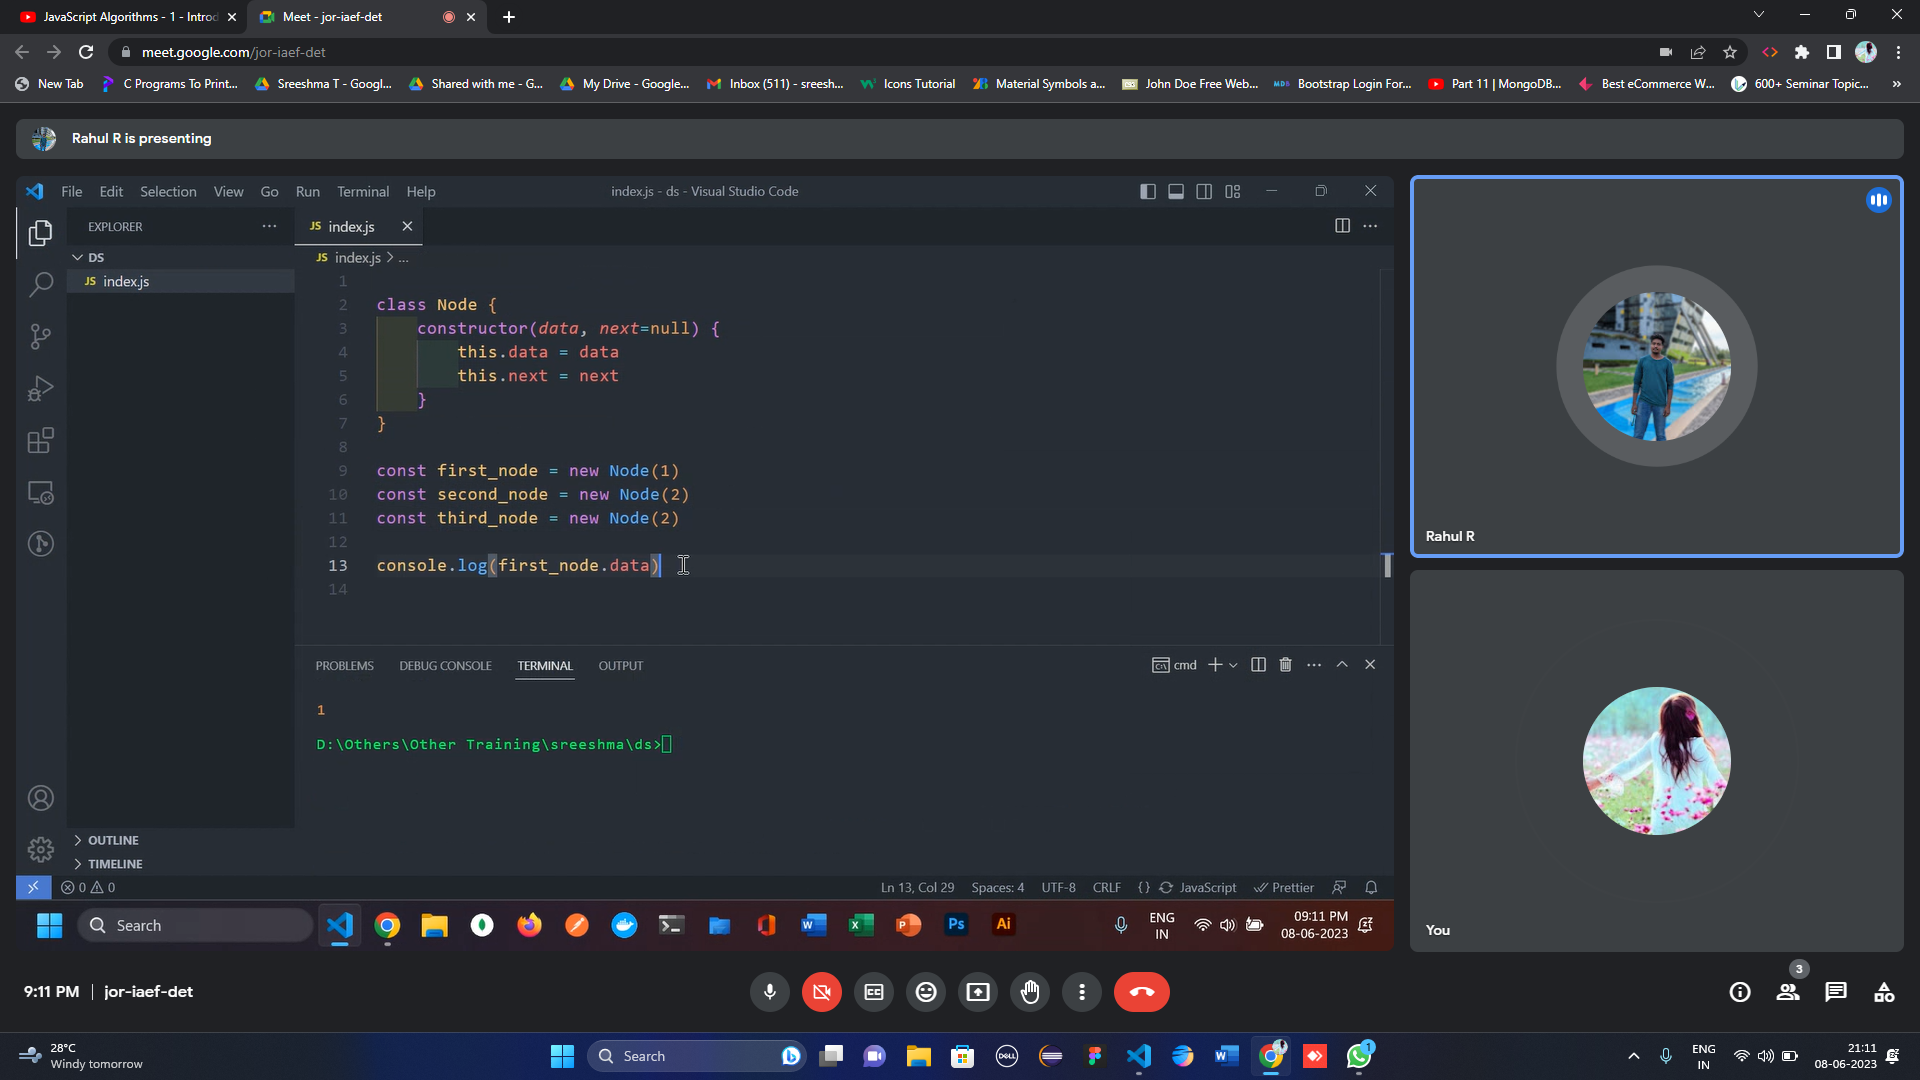 JavaScript Algorithms - 1 - Introd
Meet - jor-iaef-det
meet.google.com/jor-iaef-det
New Tab
C Programs To Print...
Sreeshma T - Googl...
Shared with me - G...
My Drive - Google...
Inbox (511) - sreesh...
Icons Tutorial
Material Symbols a...
John Doe Free Web...
Bootstrap Login For...
Part 11 | MongoDB...
Best eCommerce W...
600+ Seminar Topic...
»
Rahul R is presenting
File Edit Selection View Go Run Terminal Help
index.js - ds - Visual Studio Code
EXPLORER
JS index.js
DS
JS index.js
JS index.js > ...
1
2 class Node {
3 constructor(data, next=null) {
4 this.data = data
5 this.next = next
6 }
7 }
8
9 const first_node = new Node(1)
10 const second_node = new Node(2)
11 const third_node = new Node(2)
12
13 console.log(first_node.data)
14
PROBLEMS DEBUG CONSOLE TERMINAL OUTPUT
cmd
1
D:\Others\Other Training\sreeshma\ds>
OUTLINE
TIMELINE
0 0
Ln 13, Col 29 Spaces: 4 UTF-8 CRLF {} JavaScript Prettier
Search
W X P Ps Ai
ENG
IN
09:11 PM
08-06-2023
Rahul R
You
9:11 PM | jor-iaef-det
3
28°C
Windy tomorrow
Search
DELL
W
1
ENG
IN
21:11
08-06-2023